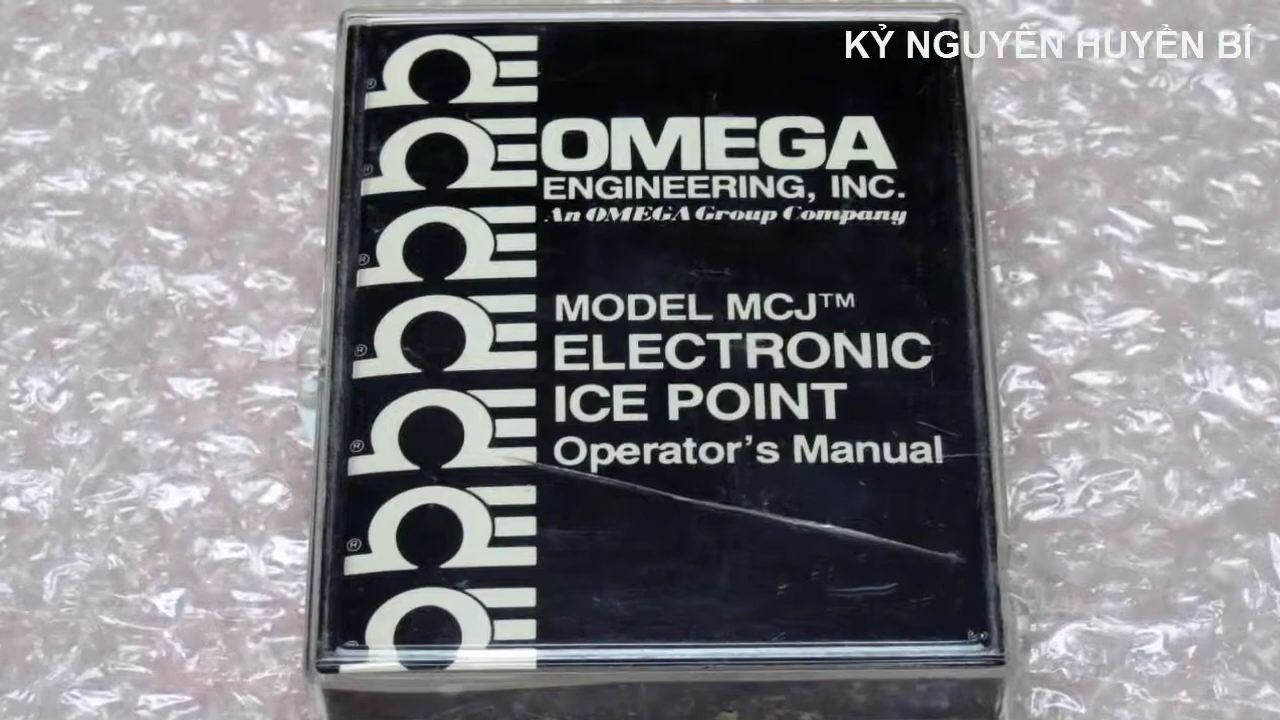 KỶ NGUYÊN HUYỀN BÍ
OMEGA
ENGINEERING, INC.
An OMEGA Group Company
MODEL MCJ™
ELECTRONIC
ICE POINT
Operator's Manual